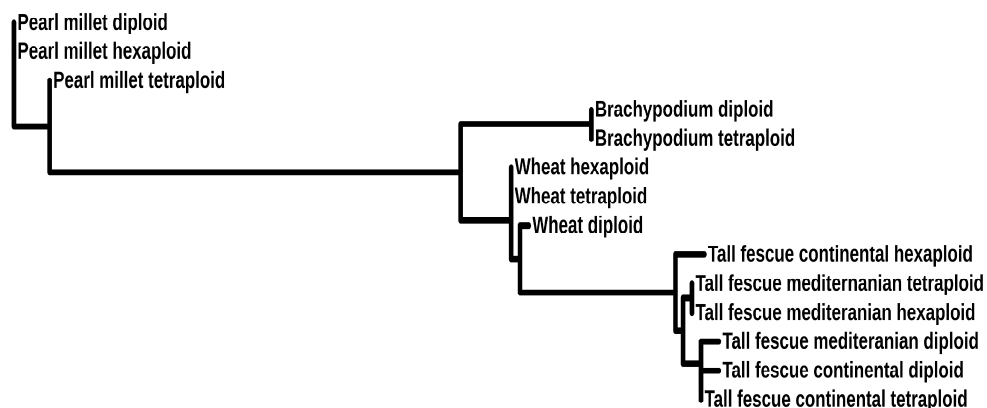 Pearl millet diploid
Pearl millet hexaploid
Pearl millet tetraploid
Brachypodium diploid
Brachypodium tetraploid
Wheat hexaploid
Wheat tetraploid
Wheat diploid
Tall fescue continental hexaploid
Tall fescue mediternanian tetraploid
Tall fescue mediteranian hexaploid
Tall fescue mediteranian diploid
Tall fescue continental diploid
Tall fescue continental tetraploid